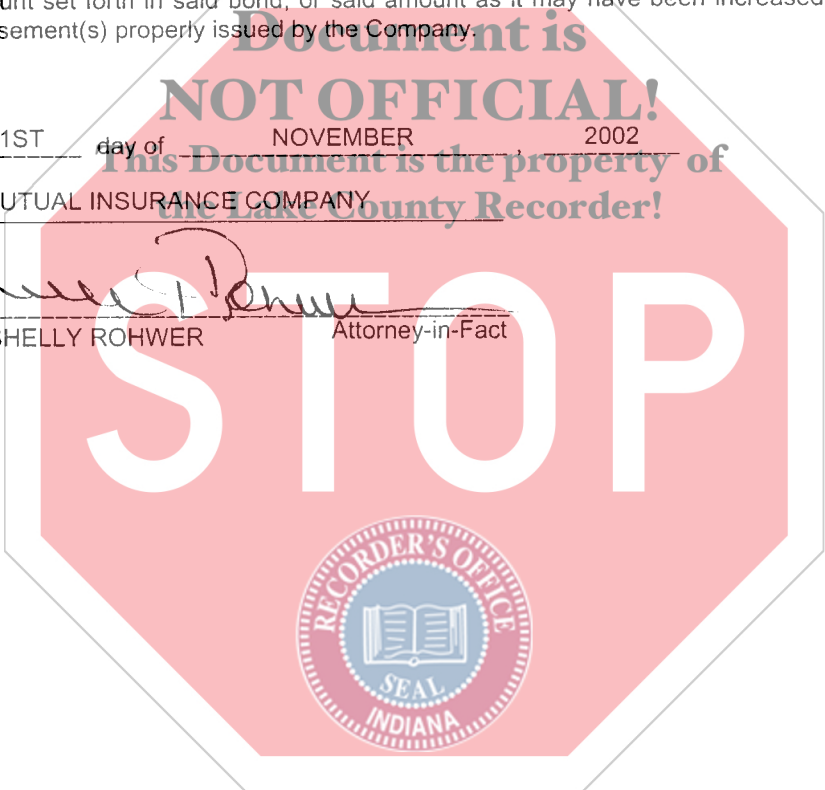 unt set forth in said bond, or said amount as it may have been increased
sement(s) properly issued by the Company.
Document is
NOT OFFICIAL!
1ST day of NOVEMBER , 2002
This Document is the property of
UTUAL INSURANCE COMPANY
the Lake County Recorder!
SHELLY ROHWER Attorney-in-Fact
STOP
RECORDER'S OFFICE
SEAL
INDIANA